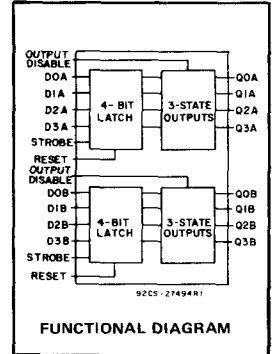 OUTPUT
DISABLE
D0A
D1A
D2A
D3A
STROBE
RESET
4-BIT
LATCH
3-STATE
OUTPUTS
Q0A
Q1A
Q2A
Q3A
OUTPUT
DISABLE
D0B
D1B
D2B
D3B
STROBE
RESET
4-BIT
LATCH
3-STATE
OUTPUTS
Q0B
Q1B
Q2B
Q3B
92CS-27494R1
FUNCTIONAL DIAGRAM